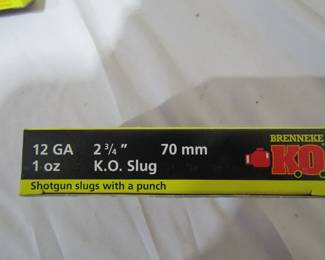 12 GA 2 3/4 " 70 mm
1 oz K.O. Slug
Shotgun slugs with a punch
BRENNEKE
K.O.